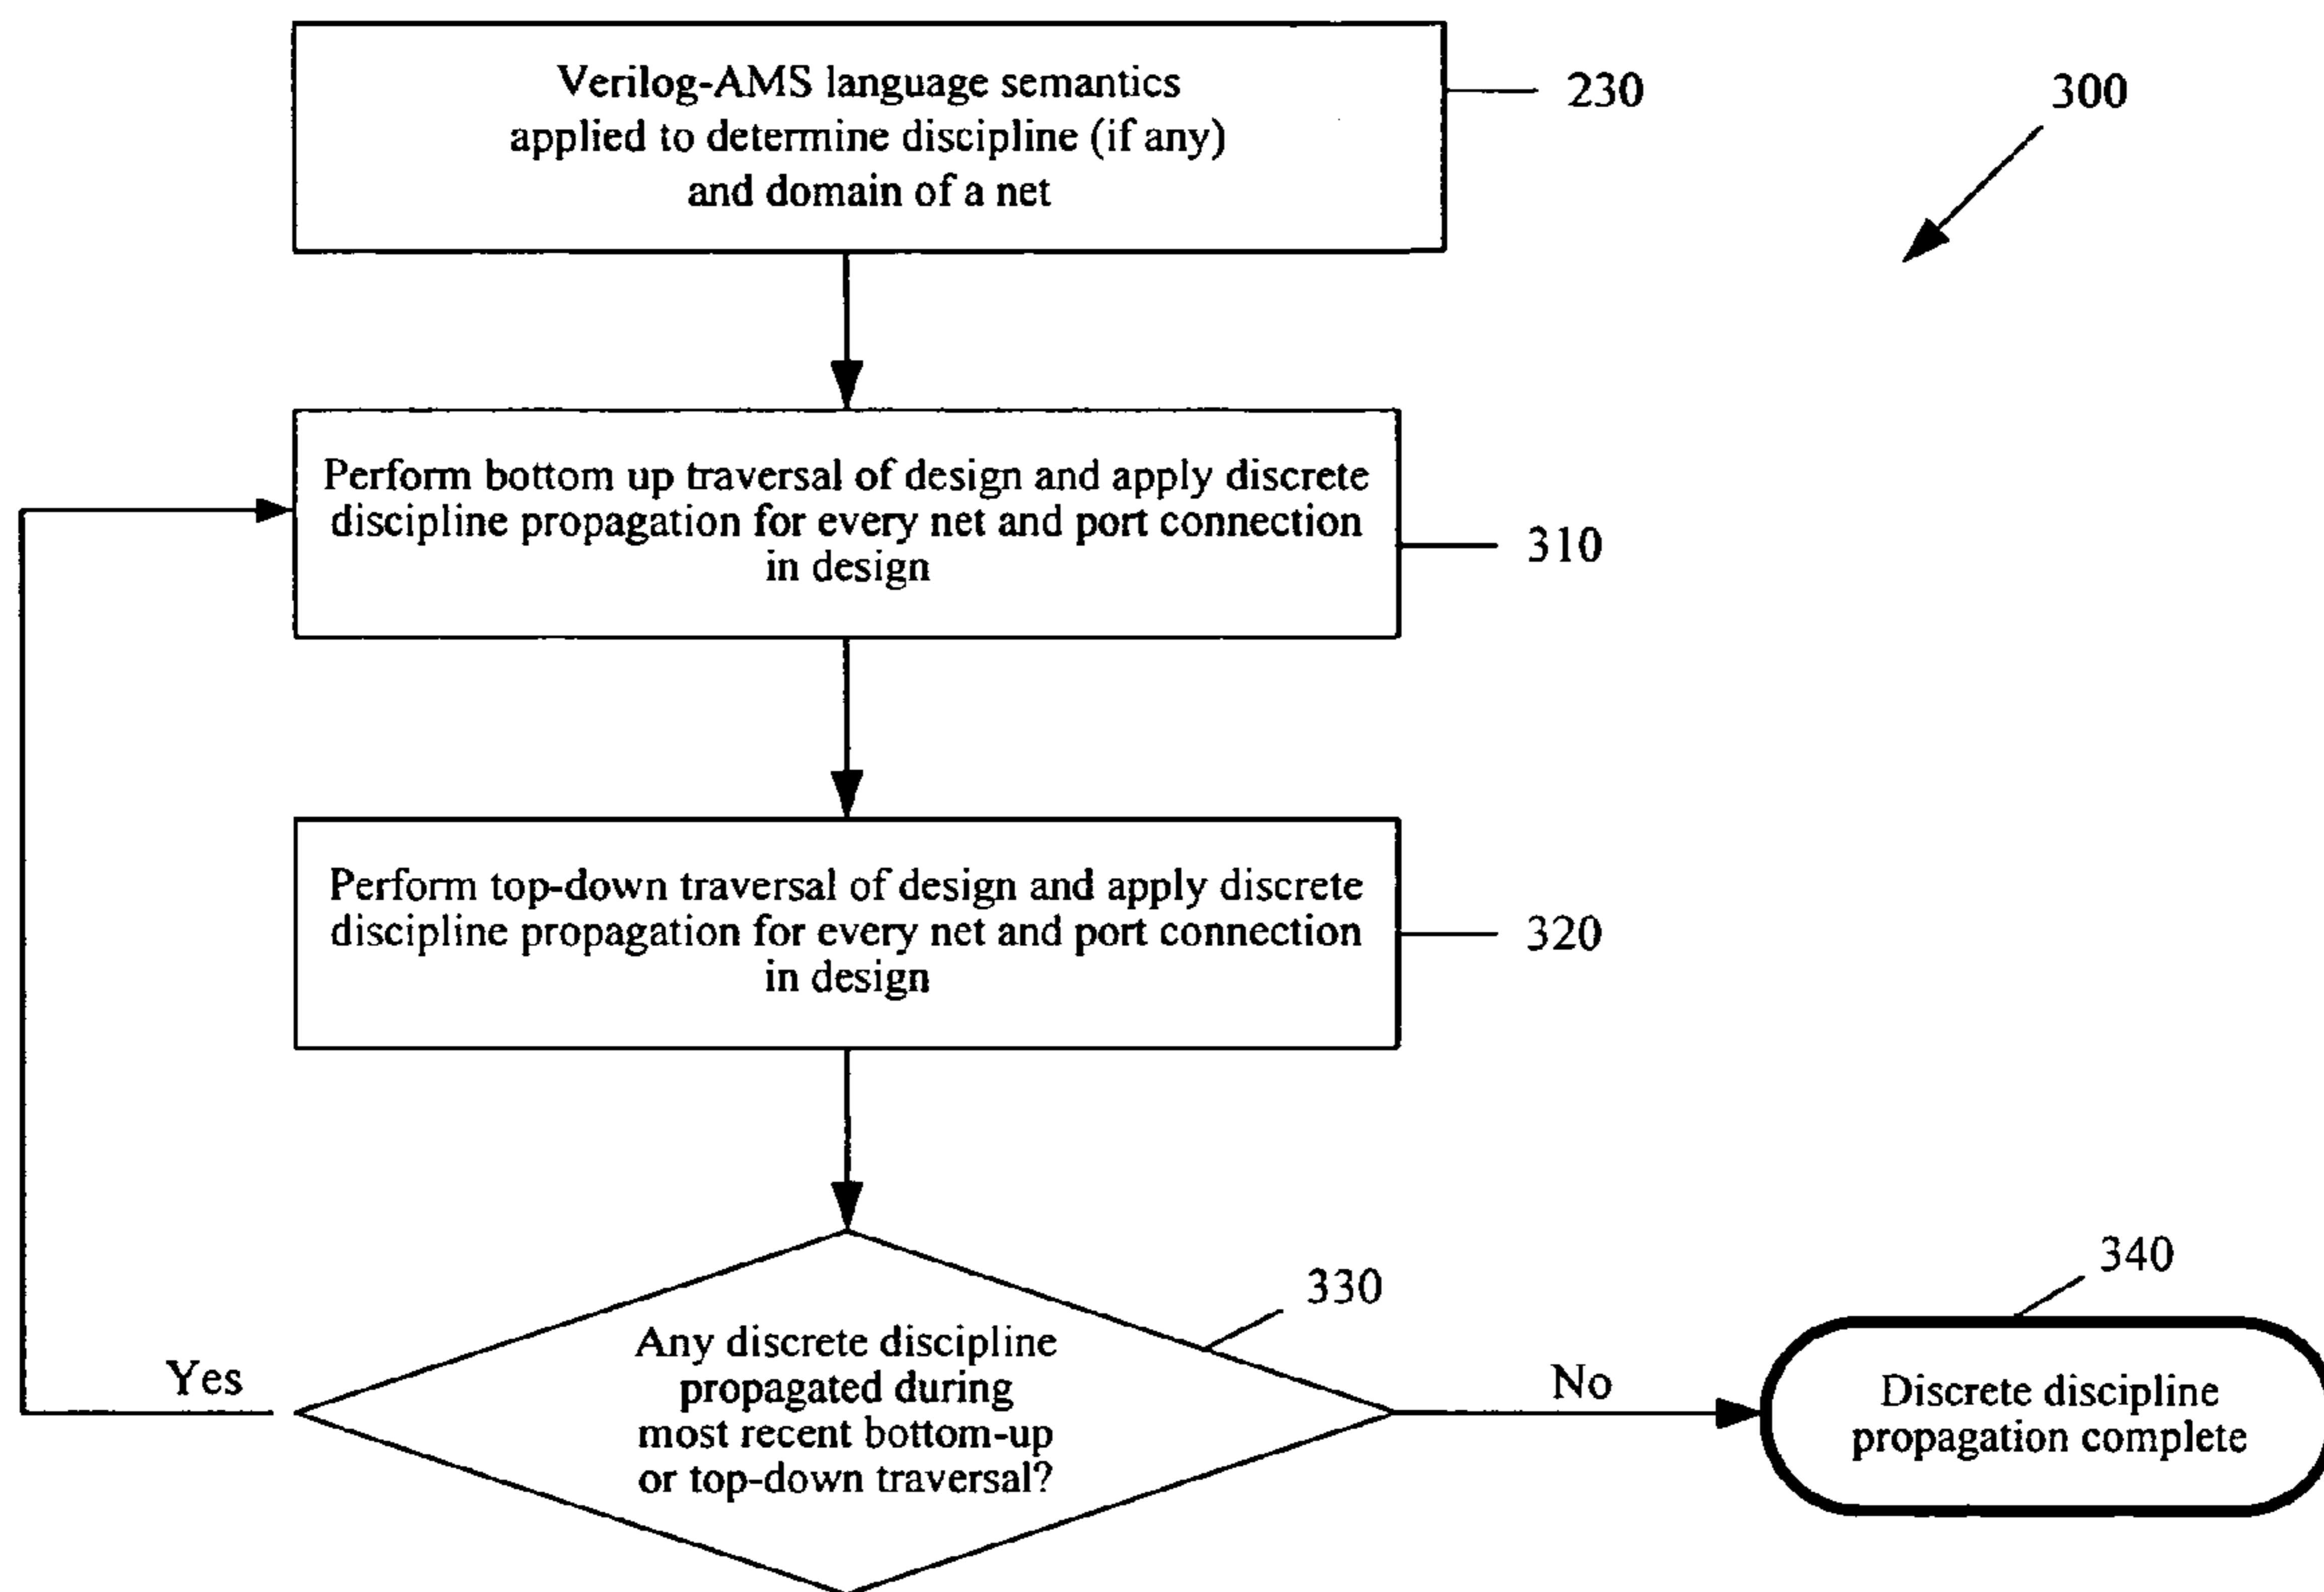 Verilog-AMS language semantics
applied to determine discipline (if any)
and domain of a net
230
300
Perform bottom up traversal of design and apply discrete
discipline propagation for every net and port connection
in design
310
Perform top-down traversal of design and apply discrete
discipline propagation for every net and port connection
in design
320
330
340
Any discrete discipline
propagated during
most recent bottom-up
or top-down traversal?
Yes
No
Discrete discipline
propagation complete